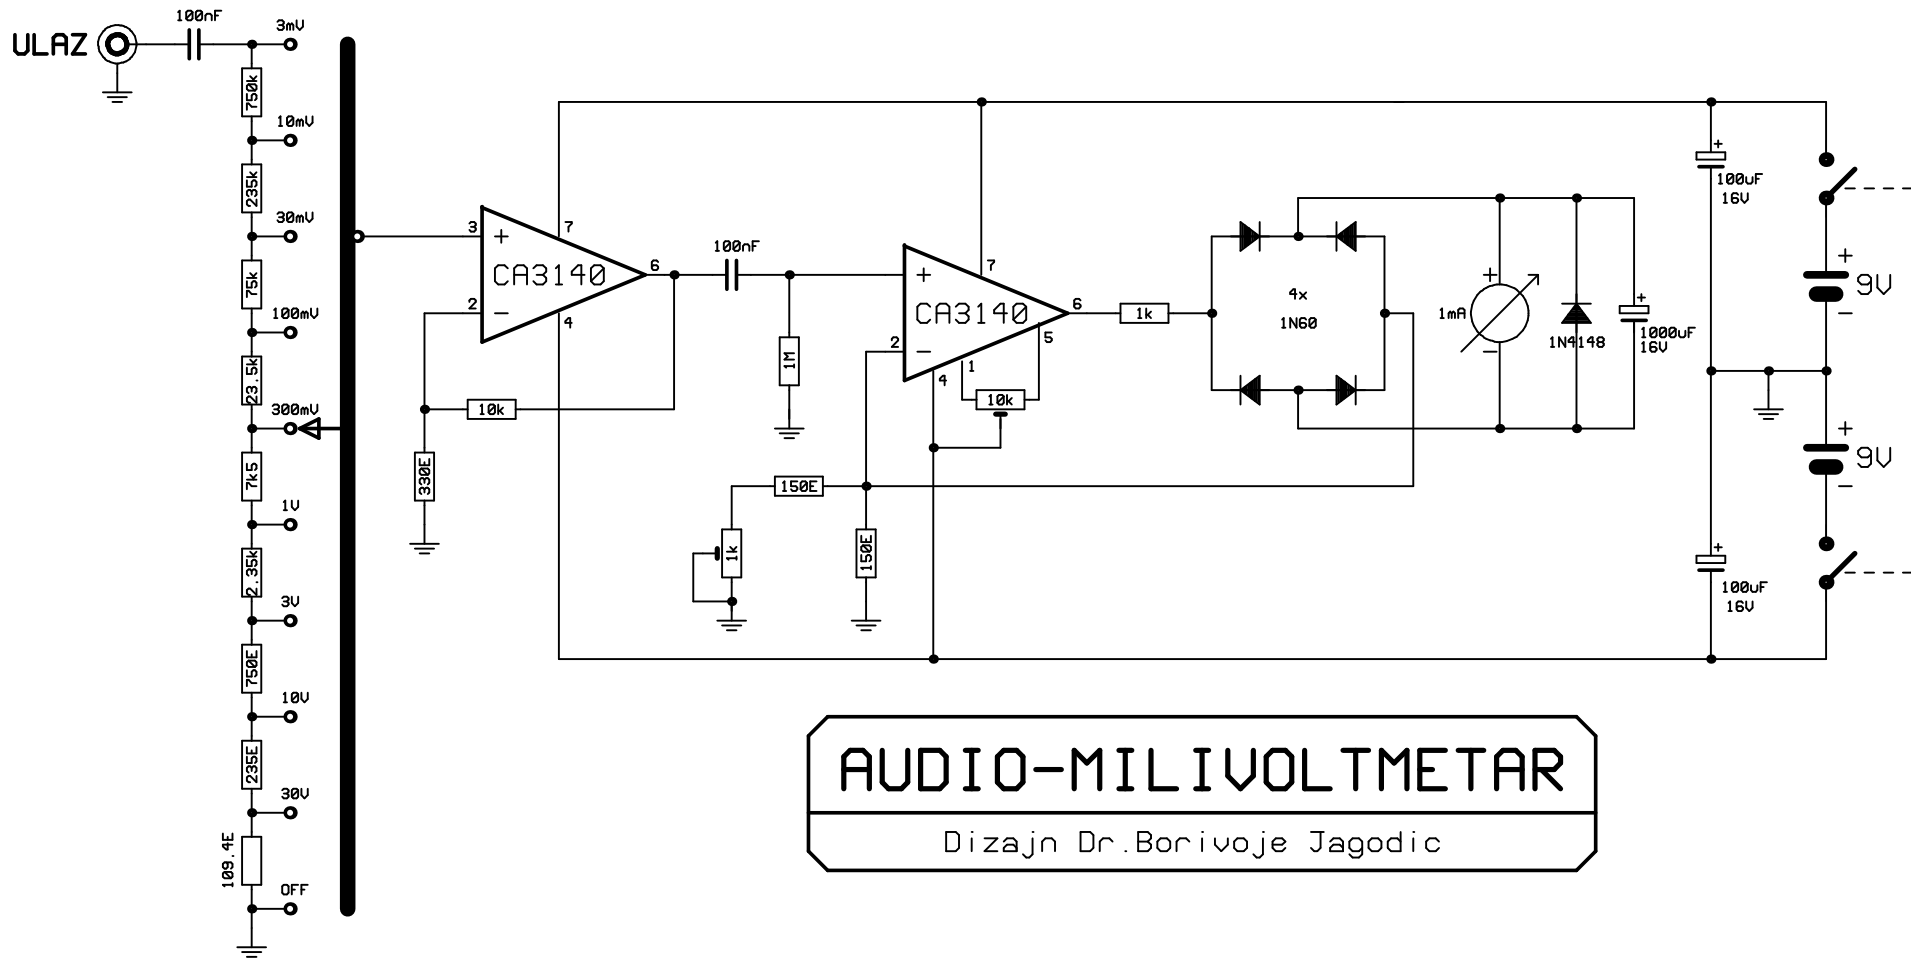 ULAZ
100nF
3mV
750k
10mV
235k
30mV
75k
100mV
23.5k
300mV
7k5
1V
2.35k
3V
750E
10V
235E
30V
109.4E
OFF
3
+
7
CA3140
6
2
−
4
10k
330E
100nF
1M
+
7
CA3140
6
2
−
5
1
4
10k
150E
1k
150E
1k
4x
1N60
+
1mA
−
1N4148
+
1000uF
16V
+
100uF
16V
+
9V
−
+
9V
−
+
100uF
16V
AUDIO-MILIVOLTMETAR
Dizajn Dr.Borivoje Jagodic